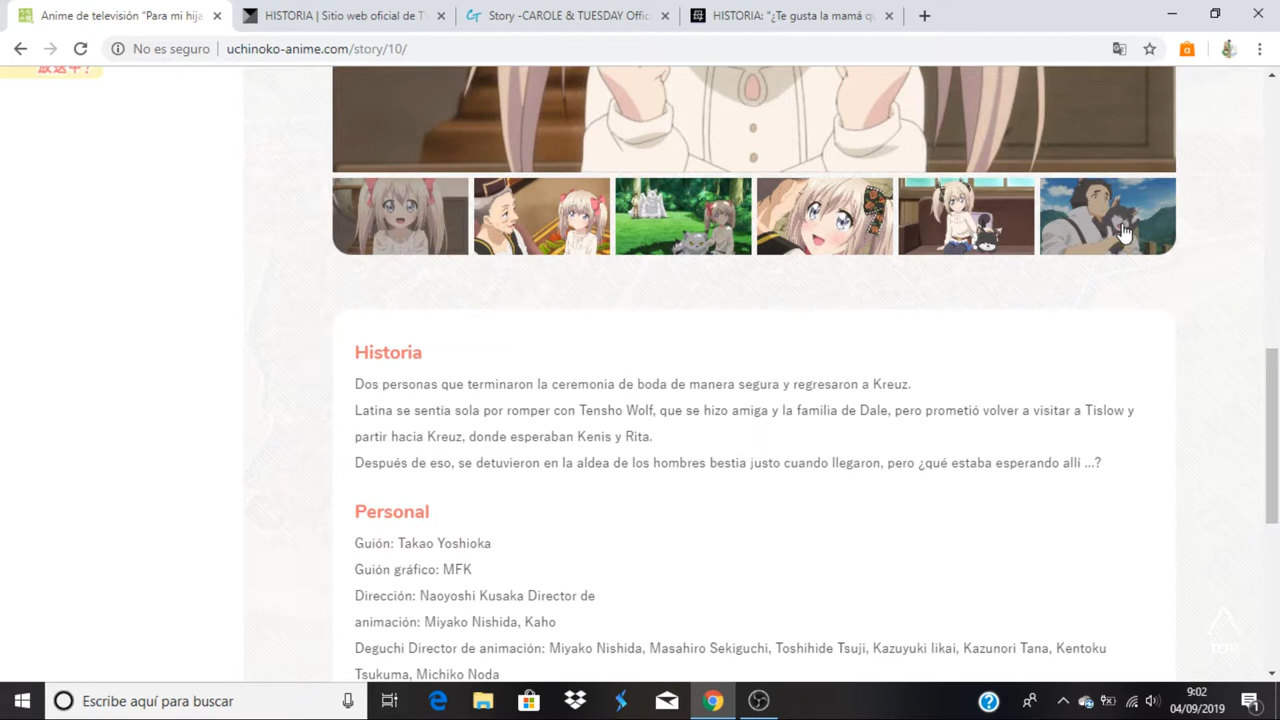 Anime de televisión “Para mi hija
HISTORIA | Sitio web oficial de T
Story -CAROLE & TUESDAY Offic
HISTORIA: "¿Te gusta la mamá q
No es seguro
uchinoko-anime.com/story/10/
放送中！
Historia
Dos personas que terminaron la ceremonia de boda de manera segura y regresaron a Kreuz.
Latina se sentía sola por romper con Tensho Wolf, que se hizo amiga y la familia de Dale, pero prometió volver a visitar a Tislow y
partir hacia Kreuz, donde esperaban Kenis y Rita.
Después de eso, se detuvieron en la aldea de los hombres bestia justo cuando llegaron, pero ¿qué estaba esperando allí ...?
Personal
Guión: Takao Yoshioka
Guión gráfico: MFK
Dirección: Naoyoshi Kusaka Director de
animación: Miyako Nishida, Kaho
Deguchi Director de animación: Miyako Nishida, Masahiro Sekiguchi, Toshihide Tsuji, Kazuyuki Iikai, Kazunori Tana, Kentoku
Tsukuma, Michiko Noda
TOP
Escribe aquí para buscar
9:02
04/09/2019